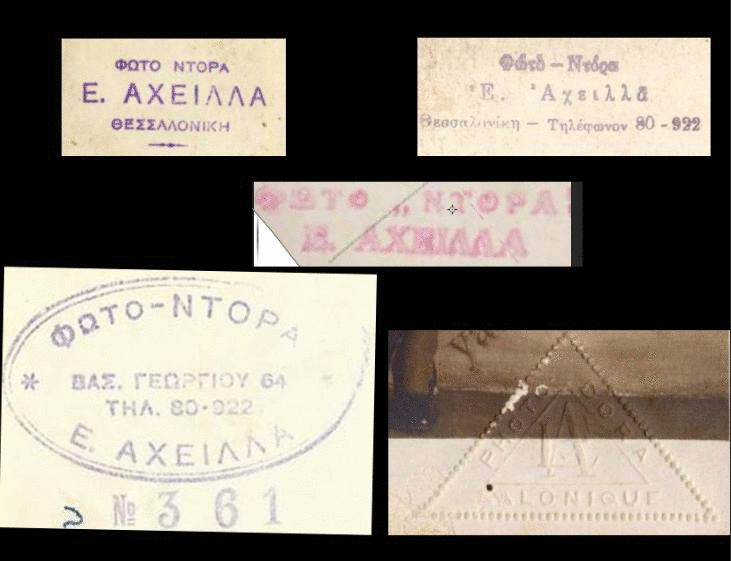 ΦΩΤΟ ΝΤΟΡΑ
Ε. ΑΧΕΙΛΛΑ
ΘΕΣΣΑΛΟΝΙΚΗ
Φώτο – Ντόρα
Ἐ. Ἀχειλλᾶ
Θεσσαλονίκη – Τηλέφωνον 80 - 922
ΦΩΤΟ „ ΝΤΟΡΑ
Ε. ΑΧΕΙΛΛΑ
ΦΩΤΟ-ΝΤΟΡΑ
* ΒΑΣ. ΓΕΩΡΓΙΟΥ 64
ΤΗΛ. 80-922
Ε. ΑΧΕΙΛΛΑ
№ 361
PHOTO DORA
SALONIQUE